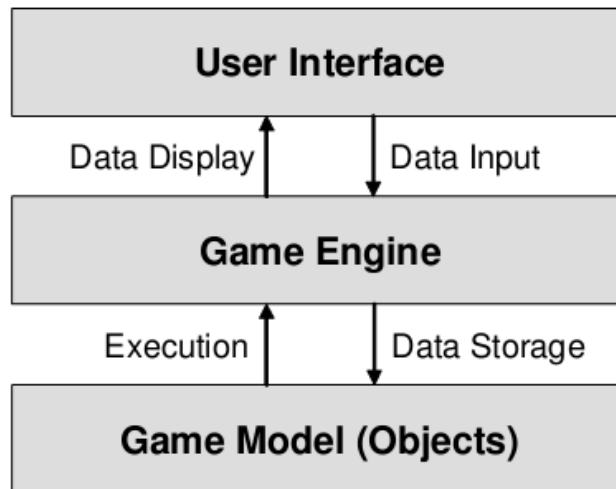 User Interface
Data Display
Data Input
Game Engine
Execution
Data Storage
Game Model (Objects)